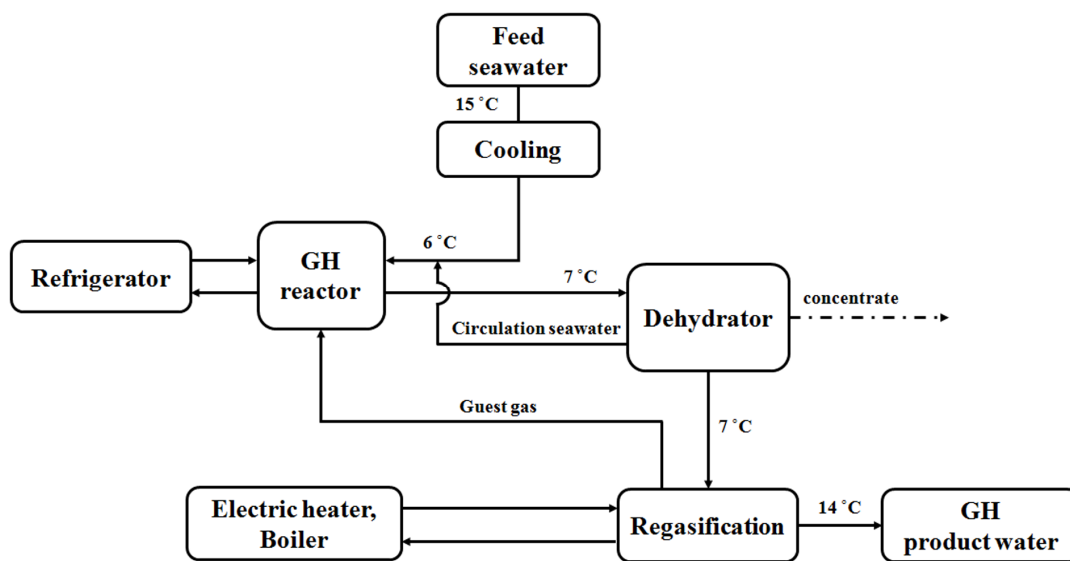 Feed
seawater
15 ˚C
Cooling
6 ˚C
Refrigerator
GH
reactor
7 ˚C
Dehydrator
concentrate
Circulation seawater
Guest gas
7 ˚C
Electric heater,
Boiler
Regasification
14 ˚C
GH
product water